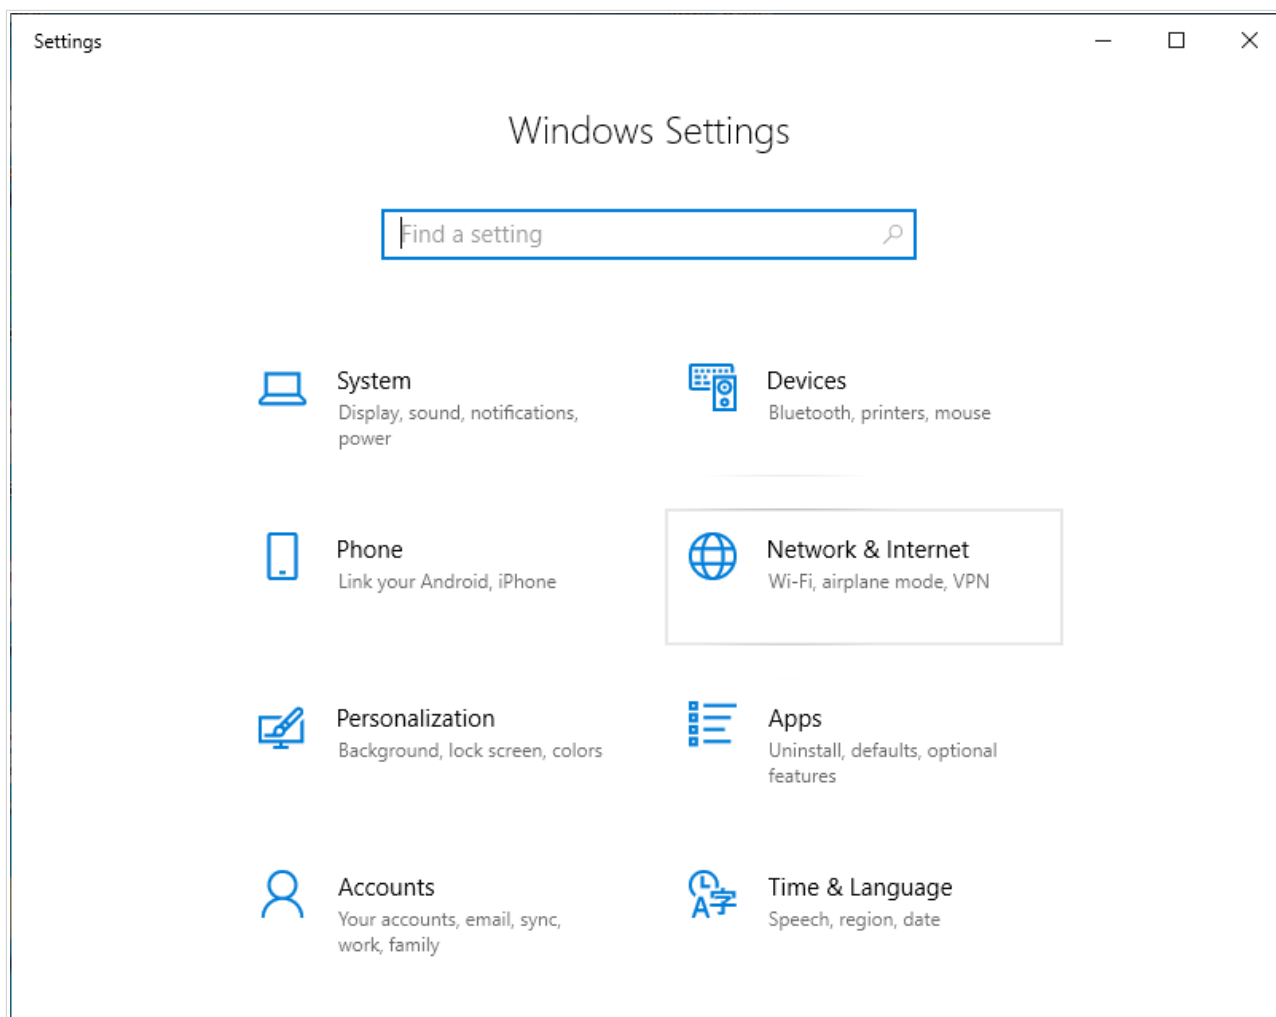 Settings
Windows Settings
Find a setting
System
Display, sound, notifications,
power
Devices
Bluetooth, printers, mouse
Phone
Link your Android, iPhone
Network & Internet
Wi-Fi, airplane mode, VPN
Personalization
Background, lock screen, colors
Apps
Uninstall, defaults, optional
features
Accounts
Your accounts, email, sync,
work, family
Time & Language
Speech, region, date